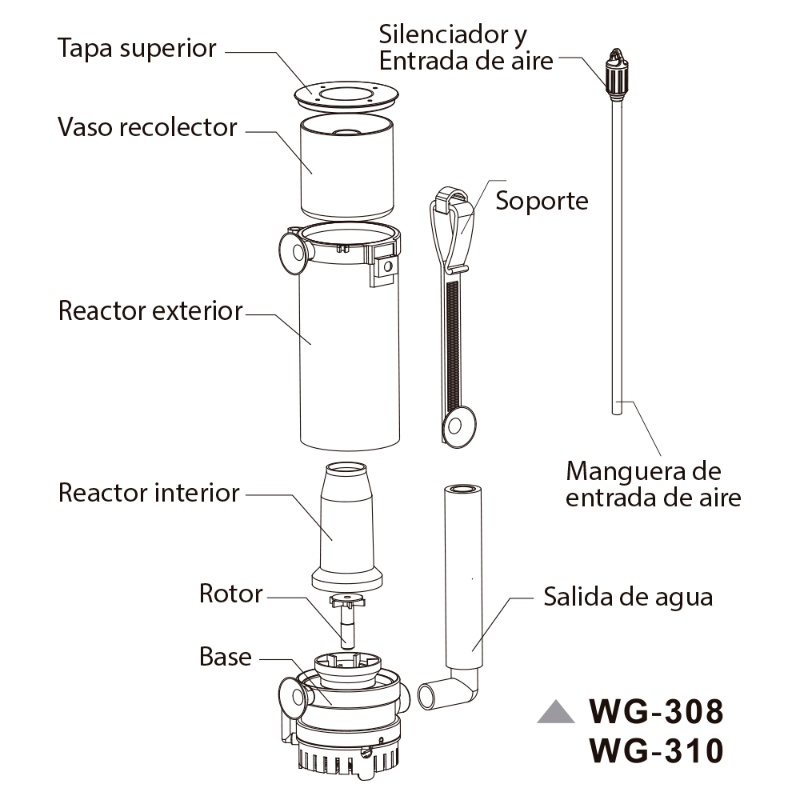 Tapa superior
Silenciador y
Entrada de aire
Vaso recolector
Soporte
Reactor exterior
Manguera de
entrada de aire
Reactor interior
Rotor
Salida de agua
Base
WG-308
WG-310